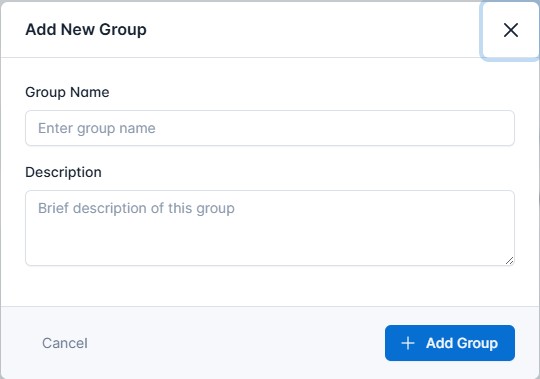 Add New Group
Group Name
Enter group name
Description
Brief description of this group
Cancel
Add Group